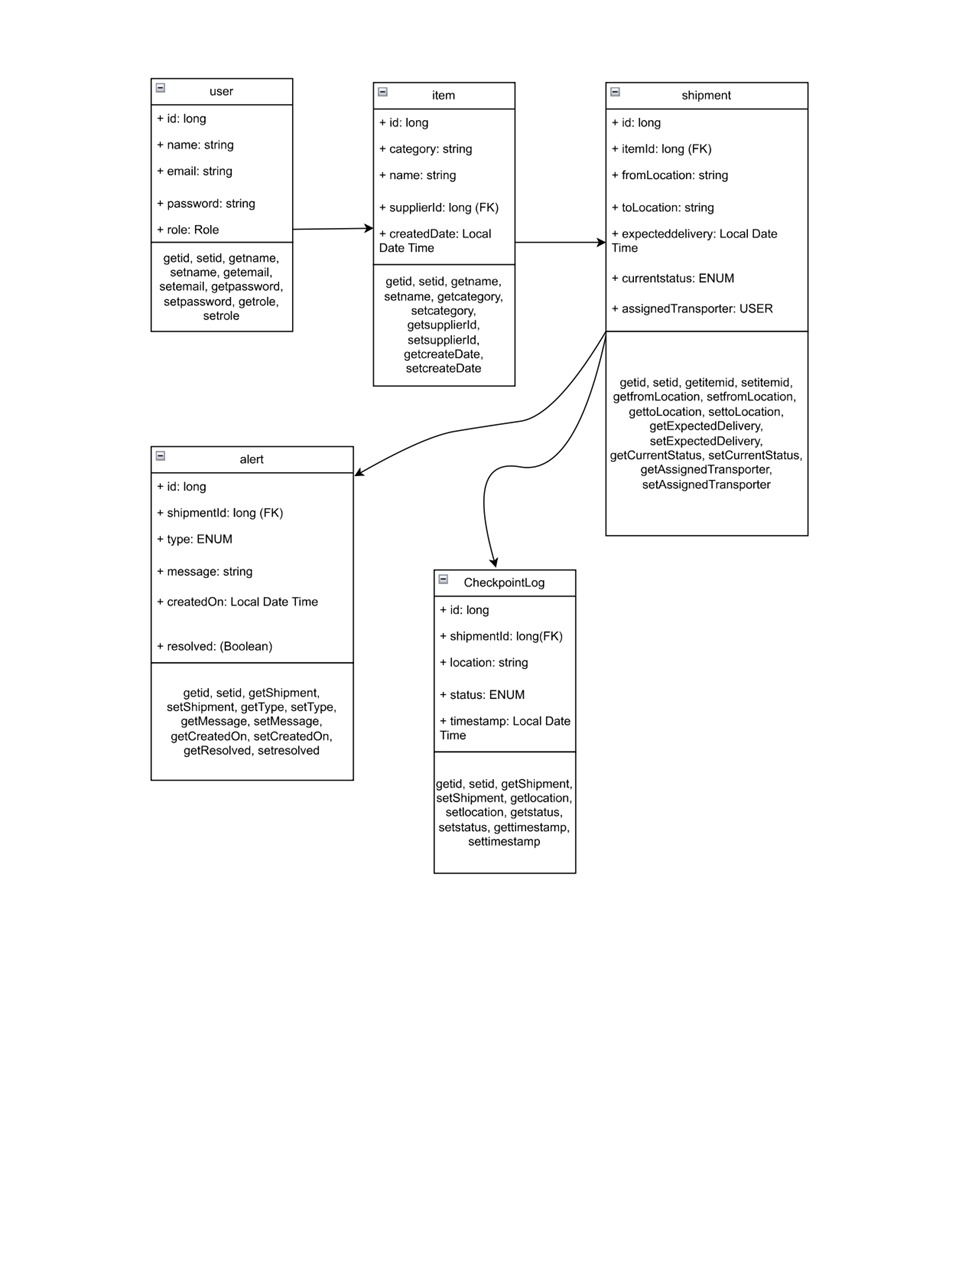 user
+ id: long
+ name: string
+ email: string
+ password: string
+ role: Role
getid, setid, getname,
setname, getemail,
setemail, getpassword,
setpassword, getrole,
setrole
item
+ id: long
+ category: string
+ name: string
+ supplierId: long (FK)
+ createdDate: Local
Date Time
getid, setid, getname,
setname, getcategory,
setcategory,
getsupplierId,
setsupplierId,
getcreateDate,
setcreateDate
shipment
+ id: long
+ itemId: long (FK)
+ fromLocation: string
+ toLocation: string
+ expecteddelivery: Local Date
Time
+ currentstatus: ENUM
+ assignedTransporter: USER
getid, setid, getitemid, setitemid,
getfromLocation, setfromLocation,
gettoLocation, settoLocation,
getExpectedDelivery,
setExpectedDelivery,
getCurrentStatus, setCurrentStatus,
getAssignedTransporter,
setAssignedTransporter
alert
+ id: long
+ shipmentId: long (FK)
+ type: ENUM
+ message: string
+ createdOn: Local Date Time
+ resolved: (Boolean)
getid, setid, getShipment,
setShipment, getType, setType,
getMessage, setMessage,
getCreatedOn, setCreatedOn,
getResolved, setresolved
CheckpointLog
+ id: long
+ shipmentId: long(FK)
+ location: string
+ status: ENUM
+ timestamp: Local Date
Time
getid, setid, getShipment,
setShipment, getlocation,
setlocation, getstatus,
setstatus, gettimestamp,
settimestamp